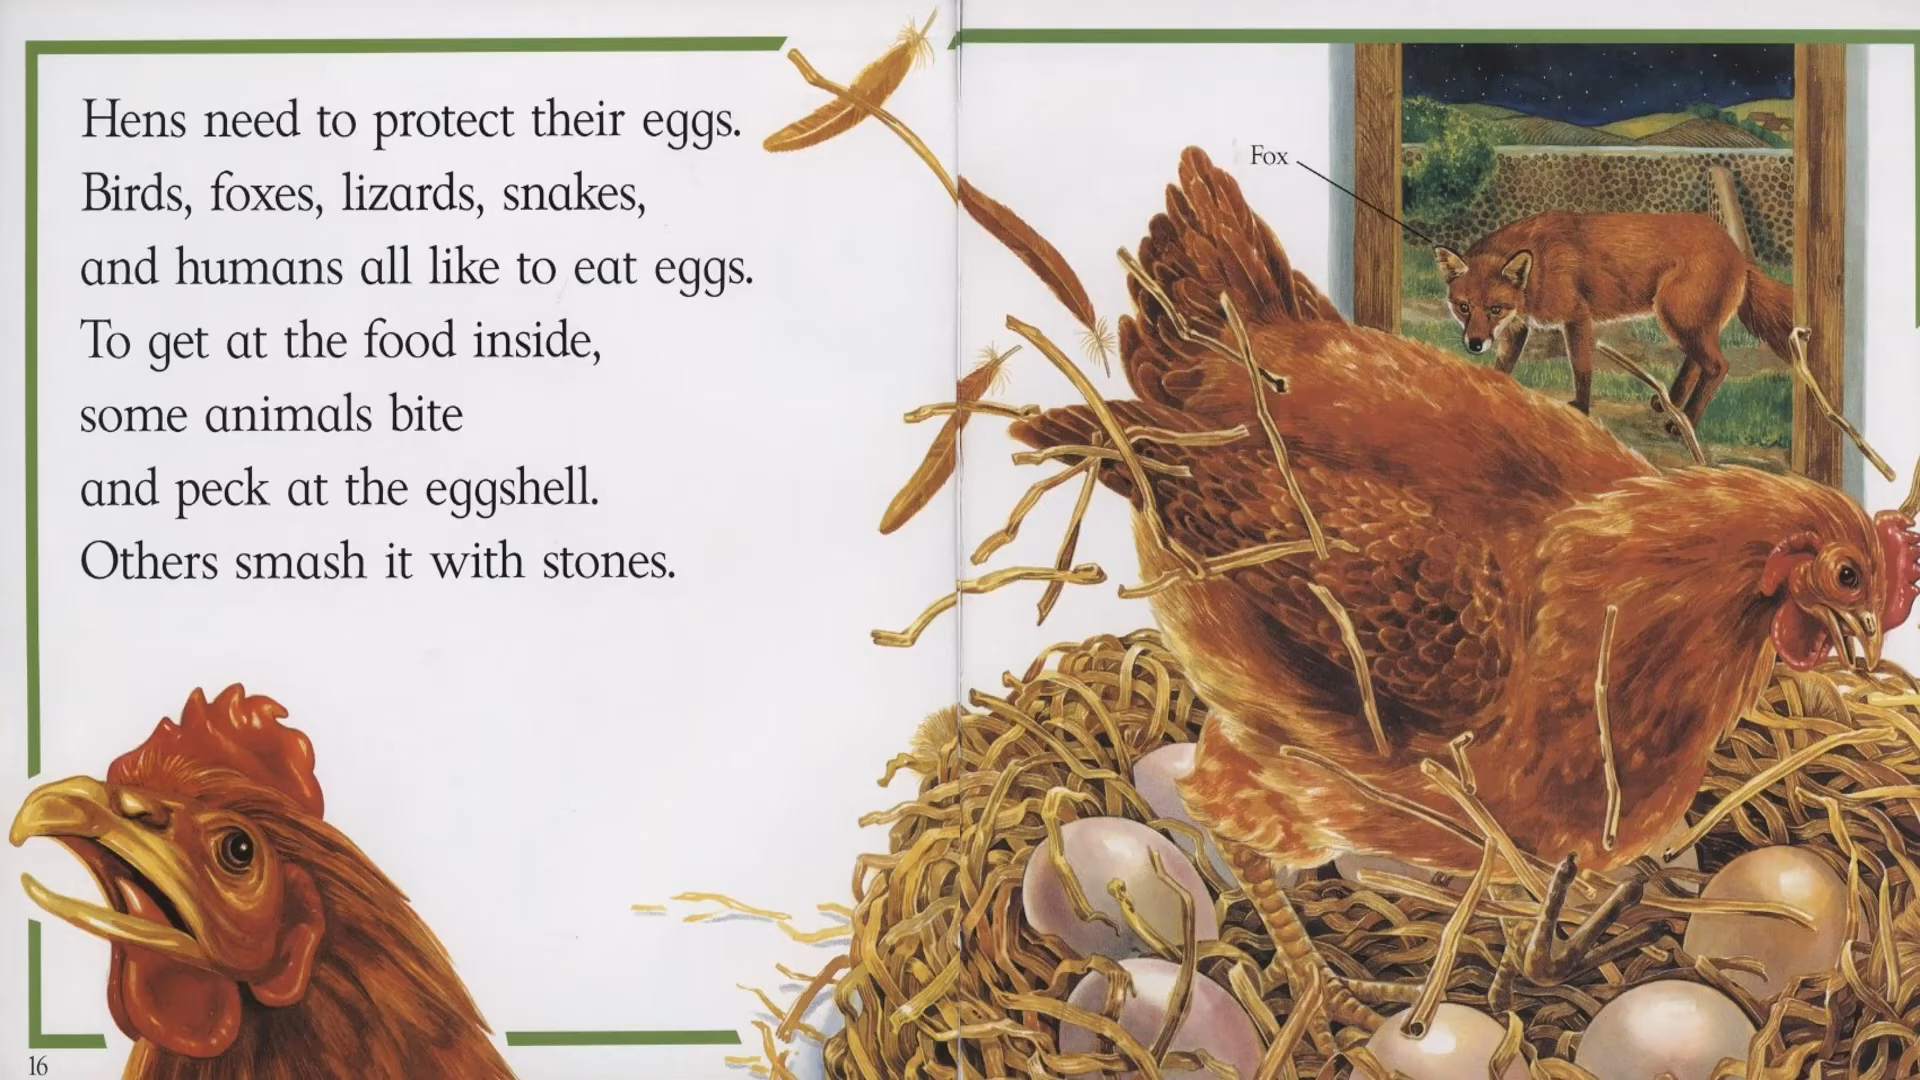 Hens need to protect their eggs.
Birds, foxes, lizards, snakes,
and humans all like to eat eggs.
To get at the food inside,
some animals bite
and peck at the eggshell.
Others smash it with stones.
16
Fox